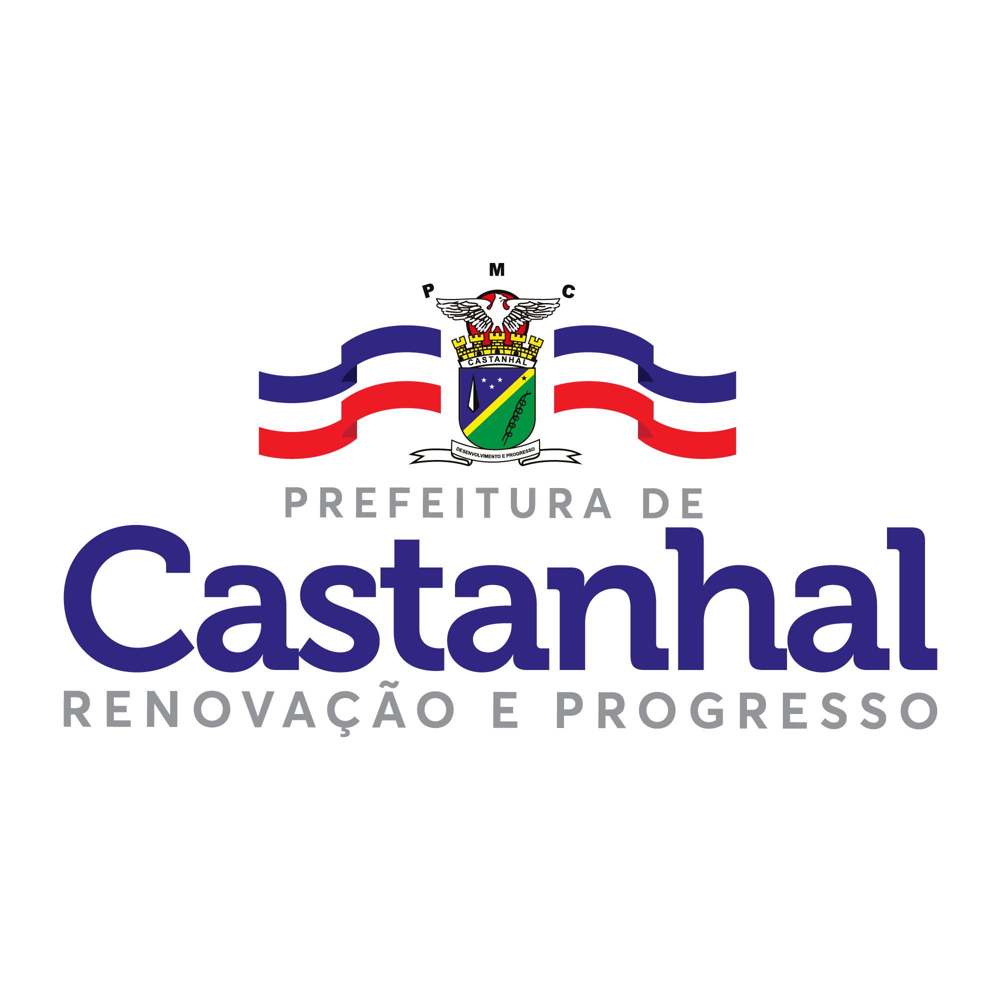 P M C
CASTANHAL
DESENVOLVIMENTO E PROGRESSO
PREFEITURA DE
Castanhal
RENOVAÇÃO E PROGRESSO